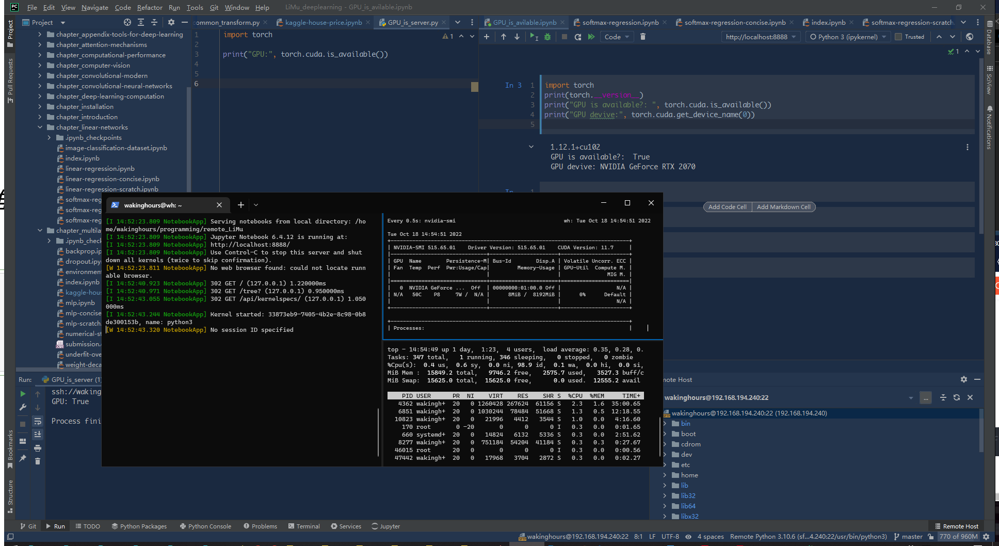 File Edit View Navigate Code Refactor Run Tools Git Window Help LiMu_deeplearning - GPU_is_avilable.ipynb
Project
ommon_transform.py
kaggle-house-price.ipynb
GPU_is_server.py
GPU_is_avilable.ipynb
softmax-regression.ipynb
softmax-regression-concise.ipynb
index.ipynb
softmax-regression-scratch.
Code
http://localhost:8888
Python 3 (ipykernel)
Trusted
Project
Pull Requests
Bookmarks
Structure
Database
SciView
Notifications
chapter_appendix-tools-for-deep-learning
chapter_attention-mechanisms
chapter_computational-performance
chapter_computer-vision
chapter_convolutional-modern
chapter_convolutional-neural-networks
chapter_deep-learning-computation
chapter_installation
chapter_introduction
chapter_linear-networks
.ipynb_checkpoints
image-classification-dataset.ipynb
index.ipynb
linear-regression.ipynb
linear-regression-concise.ipynb
linear-regression-scratch.ipynb
softmax-reg
softmax-reg
softmax-reg
chapter_multila
.ipynb_chec
backprop.ip
dropout.ipyn
environmen
index.ipynb
kaggle-hous
mlp.ipynb
mlp-concise
mlp-scratch.
numerical-st
submission.
underfit-ove
weight-deca
1 import torch
2
3 print("GPU:", torch.cuda.is_available())
4
5
6
1
1
In 3
1 import torch
2 print(torch.__version__)
3 print("GPU is available?: ", torch.cuda.is_available())
4 print("GPU devive:", torch.cuda.get_device_name(0))
5
1.12.1+cu102
GPU is available?:  True
GPU devive: NVIDIA GeForce RTX 2070
Add Code Cell Add Markdown Cell
wakinghours@wh: ~
[I 14:52:23.809 NotebookApp] Serving notebooks from local directory: /ho
me/wakinghours/programming/remote_LiMu
[I 14:52:23.809 NotebookApp] Jupyter Notebook 6.4.12 is running at:
[I 14:52:23.809 NotebookApp] http://localhost:8888/
[I 14:52:23.809 NotebookApp] Use Control-C to stop this server and shut
down all kernels (twice to skip confirmation).
[W 14:52:23.811 NotebookApp] No web browser found: could not locate runn
able browser.
[I 14:52:40.923 NotebookApp] 302 GET / (127.0.0.1) 1.220000ms
[I 14:52:40.971 NotebookApp] 302 GET /tree? (127.0.0.1) 0.950000ms
[I 14:52:43.055 NotebookApp] 302 GET /api/kernelspecs/ (127.0.0.1) 1.050
000ms
[I 14:52:43.244 NotebookApp] Kernel started: 33873eb9-7405-4b2e-8c98-0b8
de300153b, name: python3
[W 14:52:43.320 NotebookApp] No session ID specified
Every 0.5s: nvidia-smi wh: Tue Oct 18 14:54:51 2022
Tue Oct 18 14:54:51 2022
| NVIDIA-SMI 515.65.01 Driver Version: 515.65.01 CUDA Version: 11.7 |
| GPU Name Persistence-M| Bus-Id Disp.A | Volatile Uncorr. ECC |
| Fan Temp Perf Pwr:Usage/Cap| Memory-Usage | GPU-Util Compute M. |
| | | MIG M. |
| 0 NVIDIA GeForce ... Off | 00000000:01:00.0 Off | N/A |
| N/A 50C P8 7W / N/A | 8MiB / 8192MiB | 0% Default |
| | | N/A |
| Processes: |
top - 14:54:49 up 1 day, 1:23, 4 users, load average: 0.35, 0.28, 0.
Tasks: 347 total, 1 running, 346 sleeping, 0 stopped, 0 zombie
%Cpu(s): 0.4 us, 0.6 sy, 0.0 ni, 98.9 id, 0.1 wa, 0.0 hi, 0.0 si,
MiB Mem : 15849.2 total, 9746.2 free, 2575.7 used, 3527.3 buff/c
MiB Swap: 15625.0 total, 15625.0 free, 0.0 used. 12555.2 avail
PID USER PR NI VIRT RES SHR S %CPU %MEM TIME+
4362 wakingh+ 20 0 1260428 267624 61156 S 2.3 1.6 35:00.65
6851 wakingh+ 20 0 1030244 78484 51668 S 1.3 0.5 12:18.55
10823 wakingh+ 20 0 21996 4412 3544 S 1.0 0.0 4:16.60
170 root 0 -20 0 0 0 I 0.3 0.0 0:01.65
660 systemd+ 20 0 14824 6132 5336 S 0.3 0.0 2:51.62
8277 wakingh+ 20 0 751184 54204 41184 S 0.3 0.3 0:27.67
46015 root 20 0 0 0 0 I 0.3 0.0 0:00.56
47442 wakingh+ 20 0 17968 3704 2872 S 0.3 0.0 0:02.27
Run: GPU_is_server (1)
ssh://waking
GPU: True
Process fini
mote Host
wakinghours@192.168.194.240:22
...
wakinghours@192.168.194.240:22 (192.168.194.240)
bin
boot
cdrom
dev
etc
home
lib
lib32
lib64
libx32
Git Run TODO Python Packages Python Console Problems Terminal Services Jupyter Remote Host
wakinghours@192.168.194.240:22 8:1 LF UTF-8 4 spaces Remote Python 3.10.6 (sf...4.240:22/usr/bin/python3) master 770 of 960M